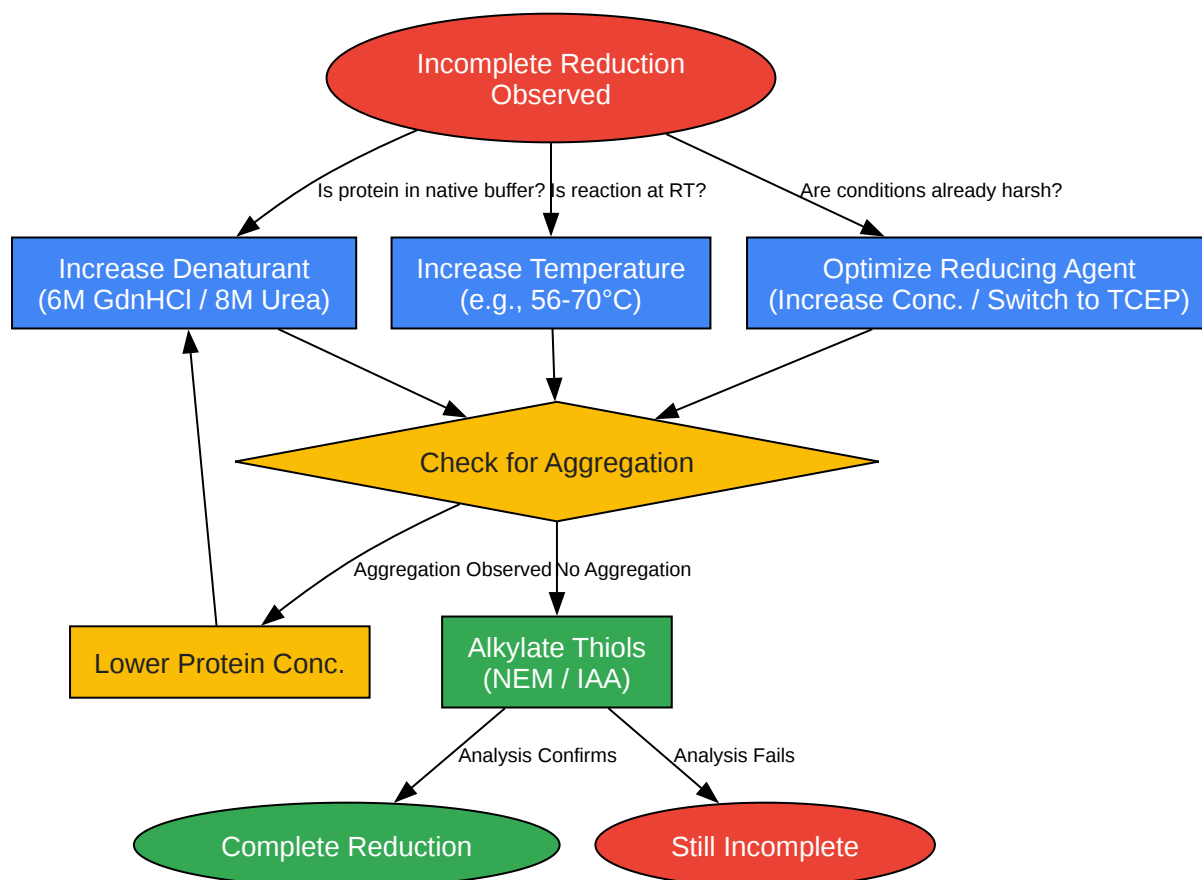 Incomplete Reduction
Observed
Is protein in native buffer?
Is reaction at RT?
Are conditions already harsh?
Increase Denaturant
(6M GdnHCl / 8M Urea)
Increase Temperature
(e.g., 56-70°C)
Optimize Reducing Agent
(Increase Conc. / Switch to TCEP)
Check for Aggregation
Aggregation Observed
No Aggregation
Lower Protein Conc.
Alkylate Thiols
(NEM / IAA)
Analysis Confirms
Analysis Fails
Complete Reduction
Still Incomplete